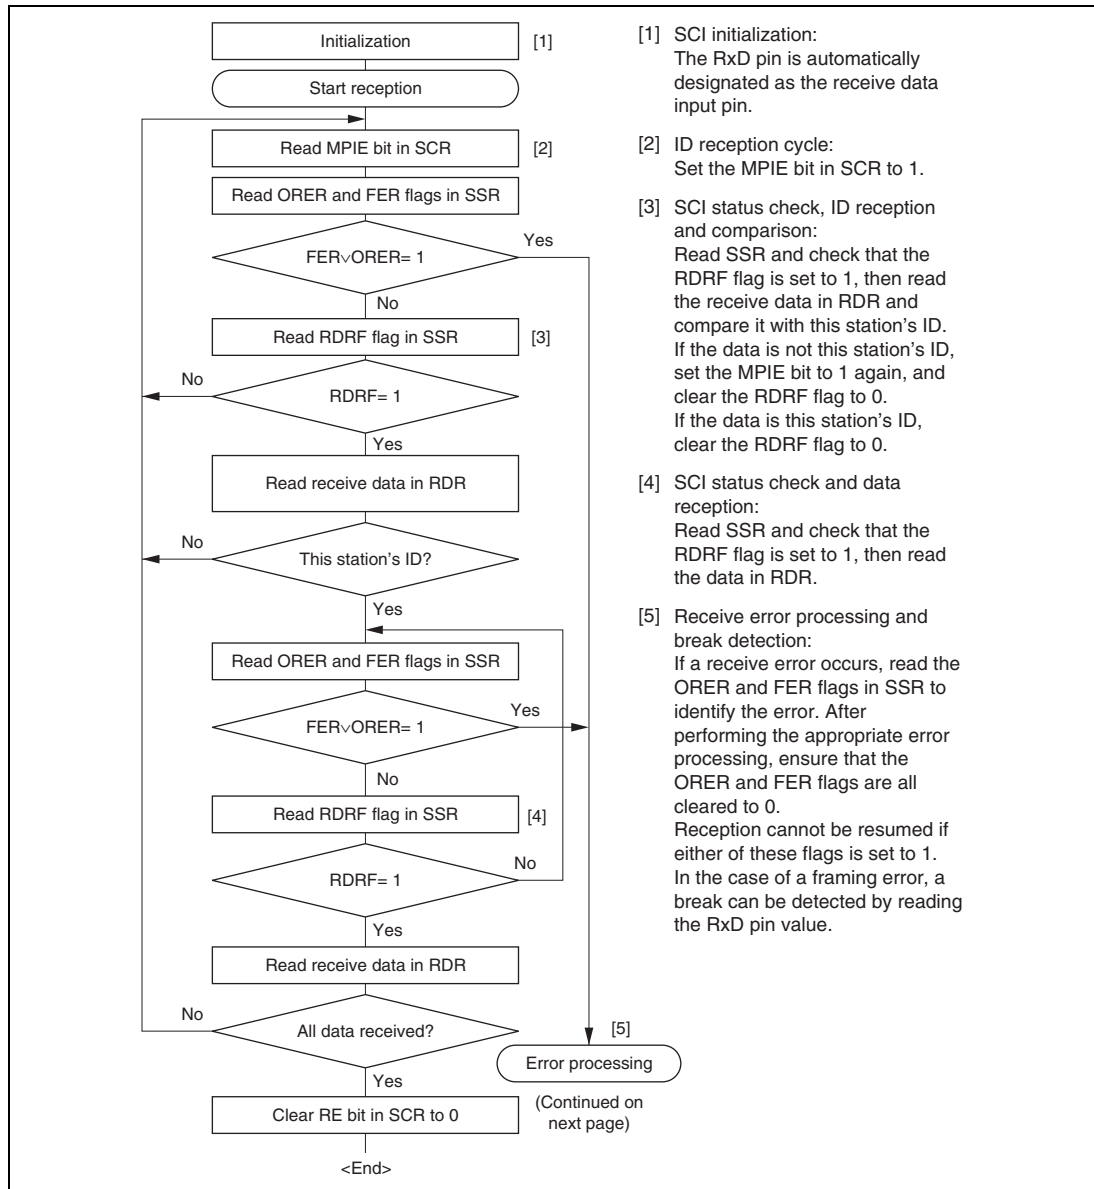 Initialization
[1]
Start reception
Read MPIE bit in SCR
[2]
Read ORER and FER flags in SSR
FER∨ORER= 1
Yes
No
Read RDRF flag in SSR
[3]
No
RDRF= 1
Yes
Read receive data in RDR
No
This station's ID?
Yes
Read ORER and FER flags in SSR
FER∨ORER= 1
Yes
No
Read RDRF flag in SSR
[4]
No
RDRF= 1
Yes
Read receive data in RDR
No
All data received?
[5]
Error processing
Yes
(Continued on
next page)
Clear RE bit in SCR to 0
<End>
[1] SCI initialization:
The RxD pin is automatically
designated as the receive data
input pin.
[2] ID reception cycle:
Set the MPIE bit in SCR to 1.
[3] SCI status check, ID reception
and comparison:
Read SSR and check that the
RDRF flag is set to 1, then read
the receive data in RDR and
compare it with this station's ID.
If the data is not this station's ID,
set the MPIE bit to 1 again, and
clear the RDRF flag to 0.
If the data is this station's ID,
clear the RDRF flag to 0.
[4] SCI status check and data
reception:
Read SSR and check that the
RDRF flag is set to 1, then read
the data in RDR.
[5] Receive error processing and
break detection:
If a receive error occurs, read the
ORER and FER flags in SSR to
identify the error. After
performing the appropriate error
processing, ensure that the
ORER and FER flags are all
cleared to 0.
Reception cannot be resumed if
either of these flags is set to 1.
In the case of a framing error, a
break can be detected by reading
the RxD pin value.